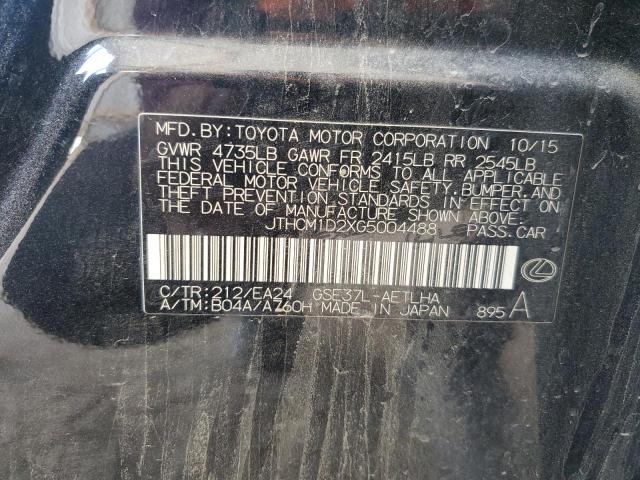 MFD. BY: TOYOTA MOTOR CORPORATION 10/15
GVWR 4735LB GAWR FR 2415LB RR 2545LB
THIS VEHICLE CONFORMS TO ALL APPLICABLE
FEDERAL MOTOR VEHICLE SAFETY, BUMPER, AND
THEFT PREVENTION STANDARDS IN EFFECT ON
THE DATE OF MANUFACTURE SHOWN ABOVE.
JTHCM1D2XG5004488 PASS. CAR
C/TR: 212/EA24 GSE37L-AETLHA
A/TM: B04A/A760H MADE IN JAPAN 895 A